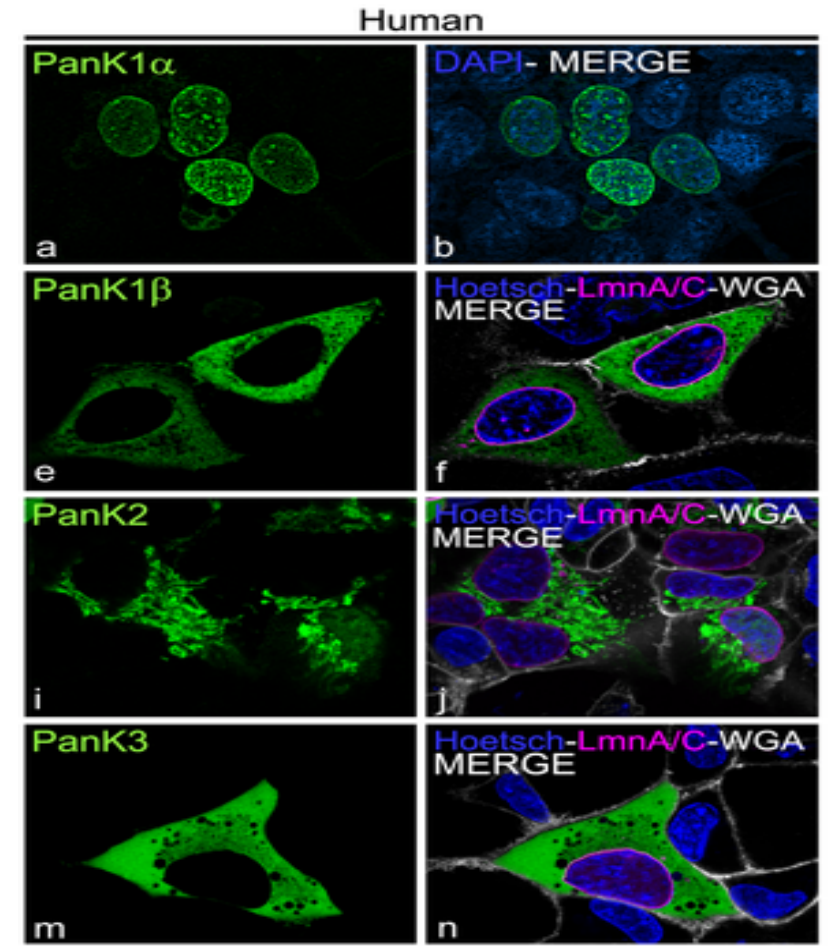 Human
PanK1α
DAPI- MERGE
a
b
PanK1β
Hoetsch-LmnA/C-WGA
MERGE
e
f
PanK2
Hoetsch-LmnA/C-WGA
MERGE
i
j
PanK3
Hoetsch-LmnA/C-WGA
MERGE
m
n